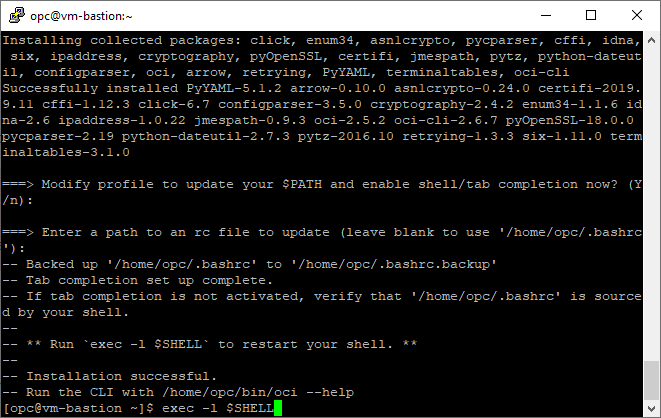 opc@vm-bastion:~
Installing collected packages: click, enum34, asn1crypto, pycparser, cffi, idna,
 six, ipaddress, cryptography, pyOpenSSL, certifi, jmespath, pytz, python-dateut
il, configparser, oci, arrow, retrying, PyYAML, terminaltables, oci-cli
Successfully installed PyYAML-5.1.2 arrow-0.10.0 asn1crypto-0.24.0 certifi-2019.
9.11 cffi-1.12.3 click-6.7 configparser-3.5.0 cryptography-2.4.2 enum34-1.1.6 id
na-2.6 ipaddress-1.0.22 jmespath-0.9.3 oci-2.5.2 oci-cli-2.6.7 pyOpenSSL-18.0.0
pycparser-2.19 python-dateutil-2.7.3 pytz-2016.10 retrying-1.3.3 six-1.11.0 term
inaltables-3.1.0
===> Modify profile to update your $PATH and enable shell/tab completion now? (Y
/n):
===> Enter a path to an rc file to update (leave blank to use '/home/opc/.bashrc
'):
-- Backed up '/home/opc/.bashrc' to '/home/opc/.bashrc.backup'
-- Tab completion set up complete.
-- If tab completion is not activated, verify that '/home/opc/.bashrc' is source
d by your shell.
--
-- ** Run `exec -l $SHELL` to restart your shell. **
--
-- Installation successful.
-- Run the CLI with /home/opc/bin/oci --help
[opc@vm-bastion ~]$ exec -l $SHELL